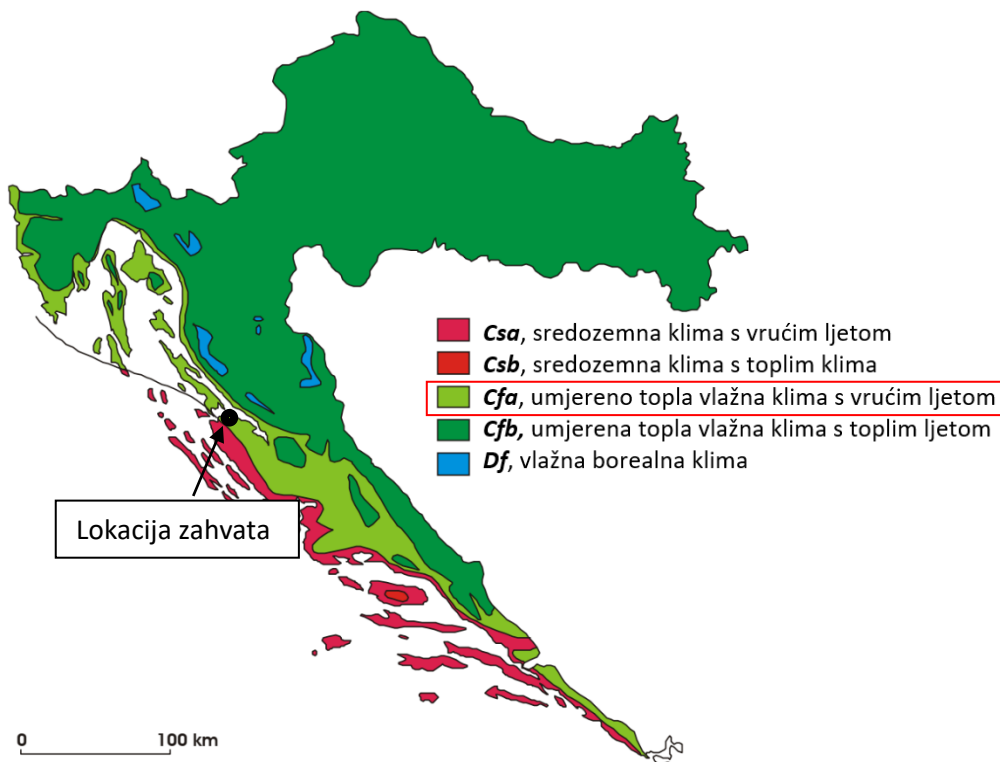 Csa, sredozemna klima s vrućim ljetom
Csb, sredozemna klima s toplim klima
Cfa, umjereno topla vlažna klima s vrućim ljetom
Cfb, umjerena topla vlažna klima s toplim ljetom
Df, vlažna borealna klima
Lokacija zahvata
0 100 km